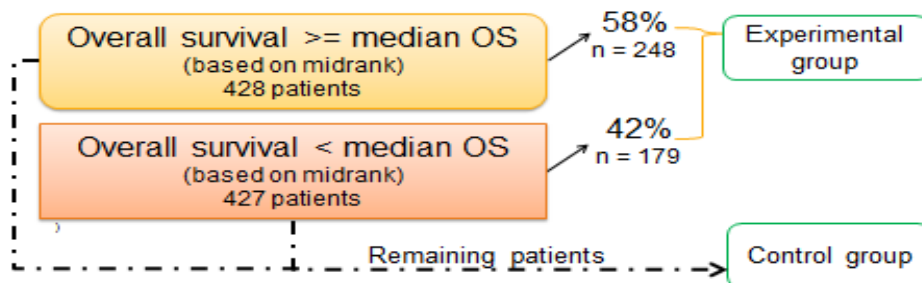 Overall survival >= median OS
(based on midrank)
428 patients
58%
n = 248
Experimental
group
Overall survival < median OS
(based on midrank)
427 patients
42%
n = 179
)
Remaining patients
Control group